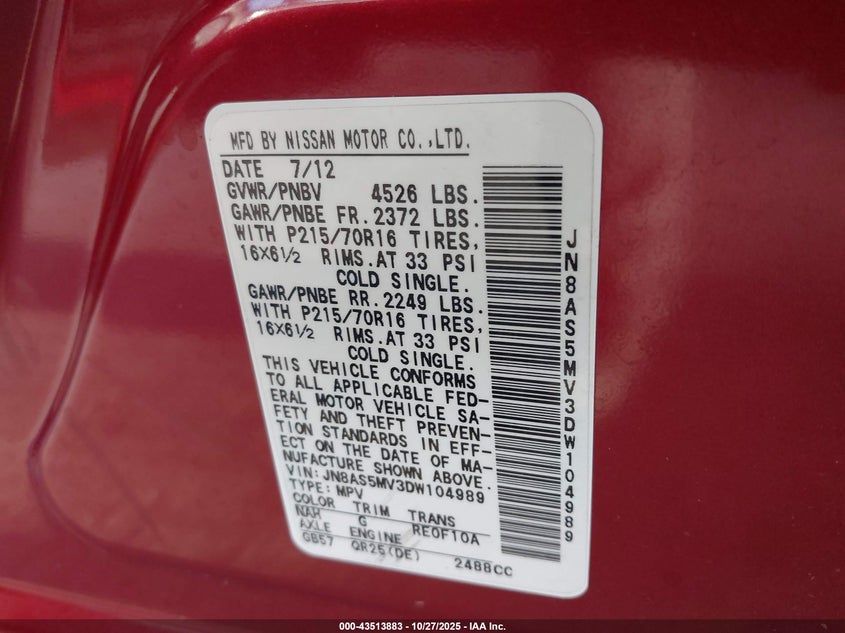 MFD BY NISSAN MOTOR CO.,LTD.
DATE 7/12
GVWR/PNBV 4526 LBS.
GAWR/PNBE FR.2372 LBS.
WITH P215/70R16 TIRES,
16X6½ RIMS.AT 33 PSI
COLD SINGLE.
GAWR/PNBE RR.2249 LBS.
WITH P215/70R16 TIRES,
16X6½ RIMS.AT 33 PSI
COLD SINGLE.
THIS VEHICLE CONFORMS
TO ALL APPLICABLE FED-
ERAL MOTOR VEHICLE SA-
FETY AND THEFT PREVEN-
TION STANDARDS IN EFF-
ECT ON THE DATE OF MA-
NUFACTURE SHOWN ABOVE.
VIN:JN8AS5MV3DW104989
TYPE:MPV
COLOR TRIM TRANS
NAH G RE0F10A
AXLE ENGINE
GB57 QR25(DE) 2488CC
JN8AS5MV3DW104989
000-43513883 • 10/27/2025 • IAA Inc.